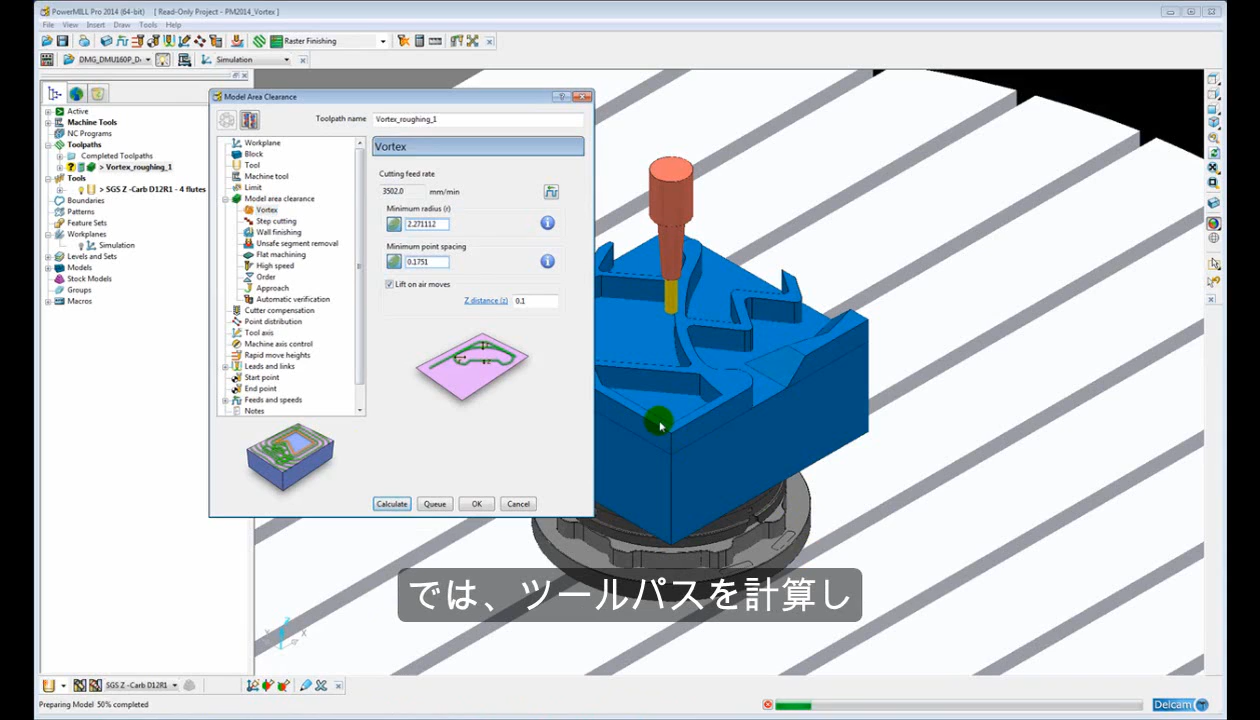 PowerMILL Pro 2014 (64-bit) [ Read-Only Project - PM2014_Vortex ]
File View Insert Draw Tools Help
Raster Finishing
DMG_DMU160P_D Simulation
Active
Machine Tools
NC Programs
Toolpaths
Completed Toolpaths
> Vortex_roughing_1
Tools
> SGS Z -Carb D12R1 - 4 flutes
Boundaries
Patterns
Feature Sets
Workplanes
Simulation
Levels and Sets
Models
Stock Models
Groups
Macros
Model Area Clearance
Toolpath name Vortex_roughing_1
Workplane
Block
Tool
Machine tool
Limit
Model area clearance
Vortex
Step cutting
Wall finishing
Unsafe segment removal
Flat machining
High speed
Order
Approach
Automatic verification
Cutter compensation
Point distribution
Tool axis
Machine axis control
Rapid move heights
Leads and links
Start point
End point
Feeds and speeds
Notes
Vortex
Cutting feed rate
3502.0 mm/min
Minimum radius (r)
2.271112
Minimum point spacing
0.1751
Lift on air moves
Z distance (z) 0.1
Calculate Queue OK Cancel
では、ツールパスを計算し
SGS Z -Carb D12R1
Preparing Model 50% completed
Delcam